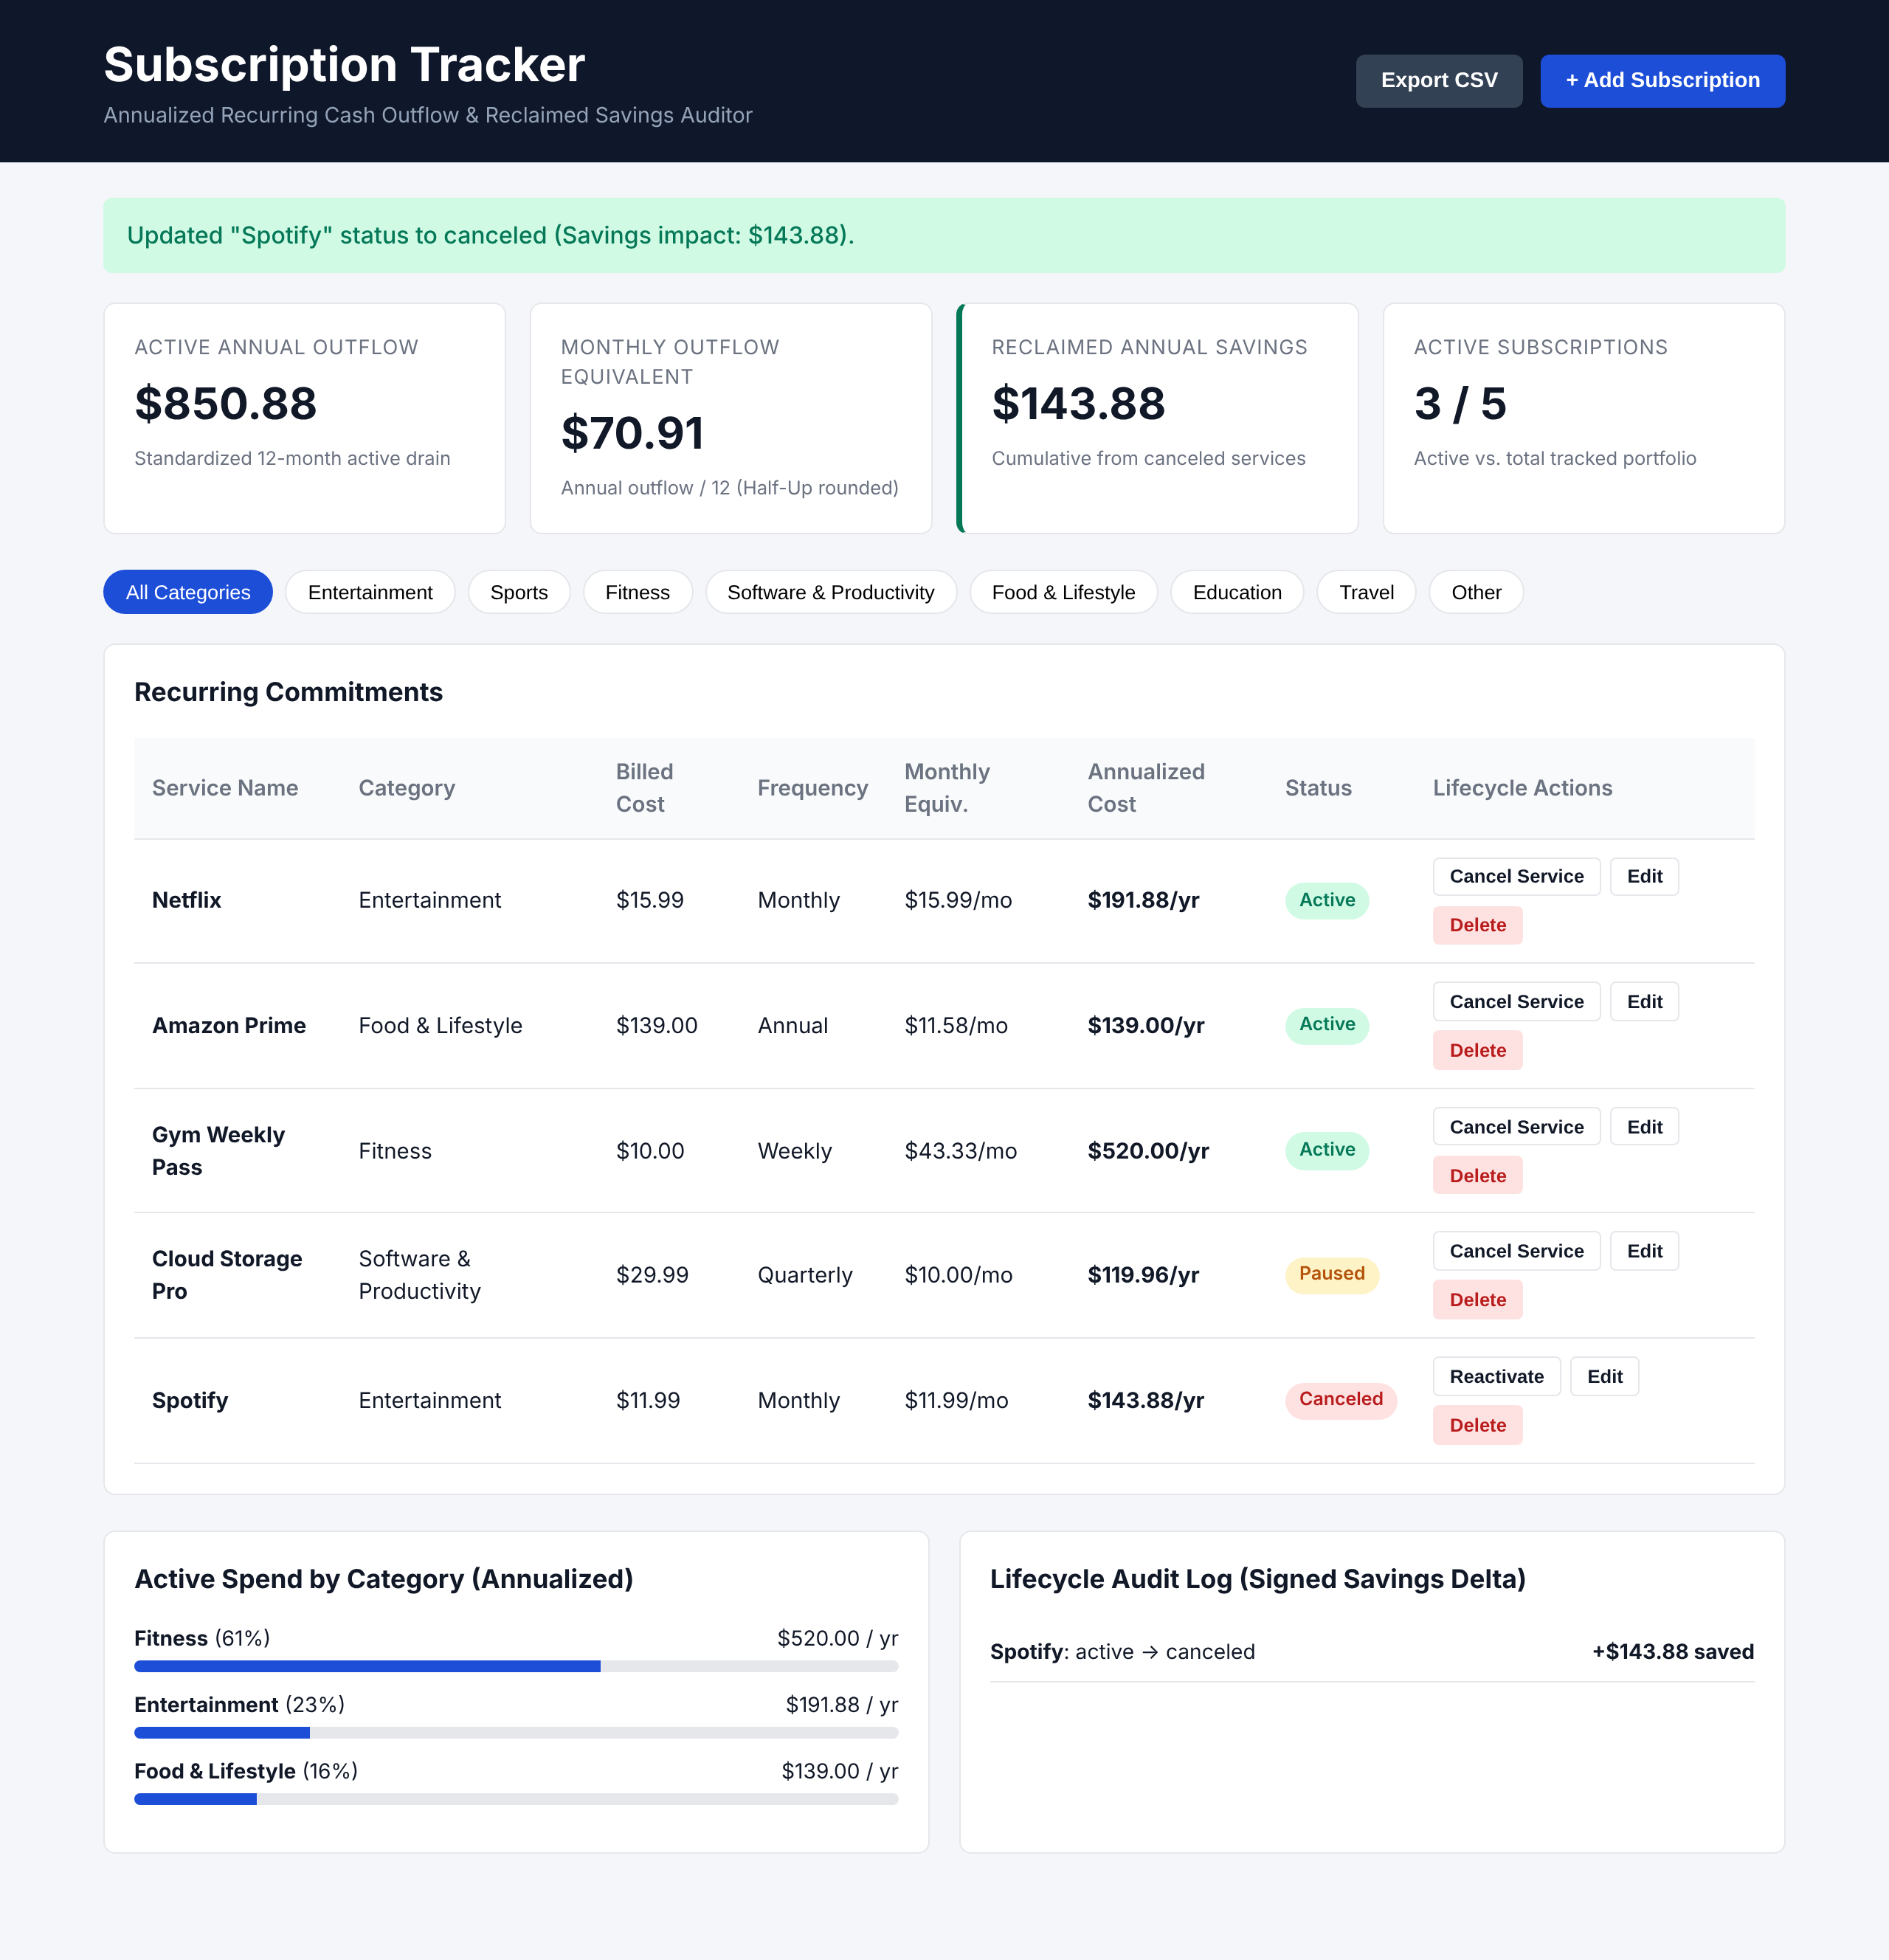 Subscription Tracker
Annualized Recurring Cash Outflow & Reclaimed Savings Auditor
Export CSV
+ Add Subscription
Updated "Spotify" status to canceled (Savings impact: $143.88).
ACTIVE ANNUAL OUTFLOW
$850.88
Standardized 12-month active drain
MONTHLY OUTFLOW
EQUIVALENT
$70.91
Annual outflow / 12 (Half-Up rounded)
RECLAIMED ANNUAL SAVINGS
$143.88
Cumulative from canceled services
ACTIVE SUBSCRIPTIONS
3 / 5
Active vs. total tracked portfolio
All Categories
Entertainment
Sports
Fitness
Software & Productivity
Food & Lifestyle
Education
Travel
Other
Recurring Commitments
Service Name
Category
Billed
Cost
Frequency
Monthly
Equiv.
Annualized
Cost
Status
Lifecycle Actions
Netflix
Entertainment
$15.99
Monthly
$15.99/mo
$191.88/yr
Active
Cancel Service
Edit
Delete
Amazon Prime
Food & Lifestyle
$139.00
Annual
$11.58/mo
$139.00/yr
Active
Cancel Service
Edit
Delete
Gym Weekly
Pass
Fitness
$10.00
Weekly
$43.33/mo
$520.00/yr
Active
Cancel Service
Edit
Delete
Cloud Storage
Pro
Software &
Productivity
$29.99
Quarterly
$10.00/mo
$119.96/yr
Paused
Cancel Service
Edit
Delete
Spotify
Entertainment
$11.99
Monthly
$11.99/mo
$143.88/yr
Canceled
Reactivate
Edit
Delete
Active Spend by Category (Annualized)
Fitness (61%)
$520.00 / yr
Entertainment (23%)
$191.88 / yr
Food & Lifestyle (16%)
$139.00 / yr
Lifecycle Audit Log (Signed Savings Delta)
Spotify: active → canceled
+$143.88 saved